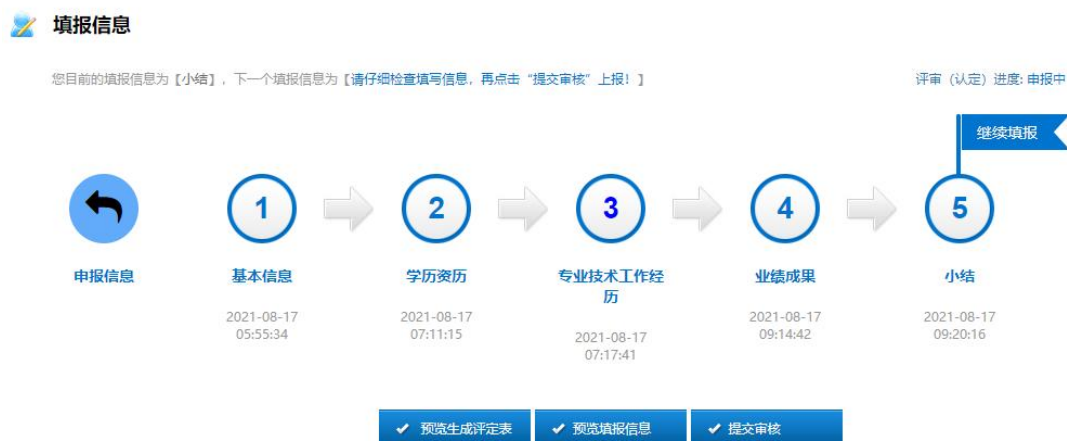 填报信息
您目前的填报信息为【小结】，下一个填报信息为【请仔细检查填写信息，再点击“提交审核”上报！】
评审（认定）进度: 申报中
继续填报
1
2
3
4
5
申报信息
基本信息
学历资历
专业技术工作经
历
业绩成果
小结
2021-08-17
05:55:34
2021-08-17
07:11:15
2021-08-17
07:17:41
2021-08-17
09:14:42
2021-08-17
09:20:16
预览生成评定表
预览填报信息
提交审核